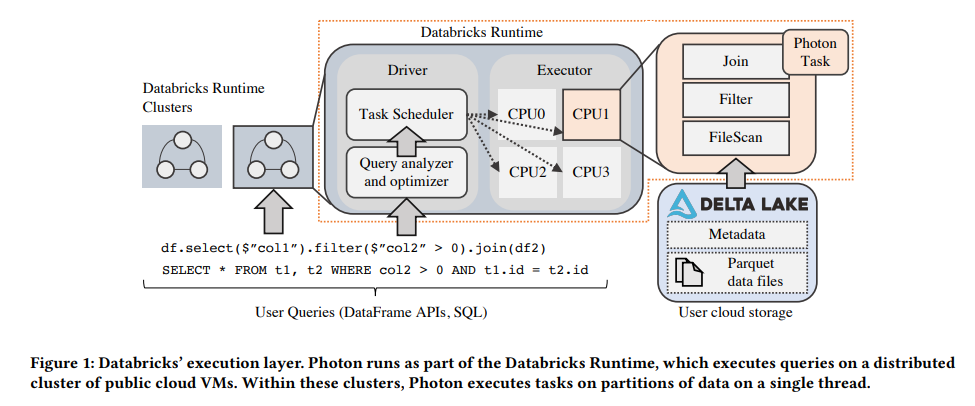 Databricks Runtime
Databricks Runtime
Clusters
Driver
Task Scheduler
Query analyzer
and optimizer
Executor
CPU0
CPU1
CPU2
CPU3
Photon
Task
Join
Filter
FileScan
DELTA LAKE
Metadata
Parquet
data files
User cloud storage
df.select($"col1").filter($"col2" > 0).join(df2)
SELECT * FROM t1, t2 WHERE col2 > 0 AND t1.id = t2.id
User Queries (DataFrame APIs, SQL)
Figure 1: Databricks' execution layer. Photon runs as part of the Databricks Runtime, which executes queries on a distributed
cluster of public cloud VMs. Within these clusters, Photon executes tasks on partitions of data on a single thread.